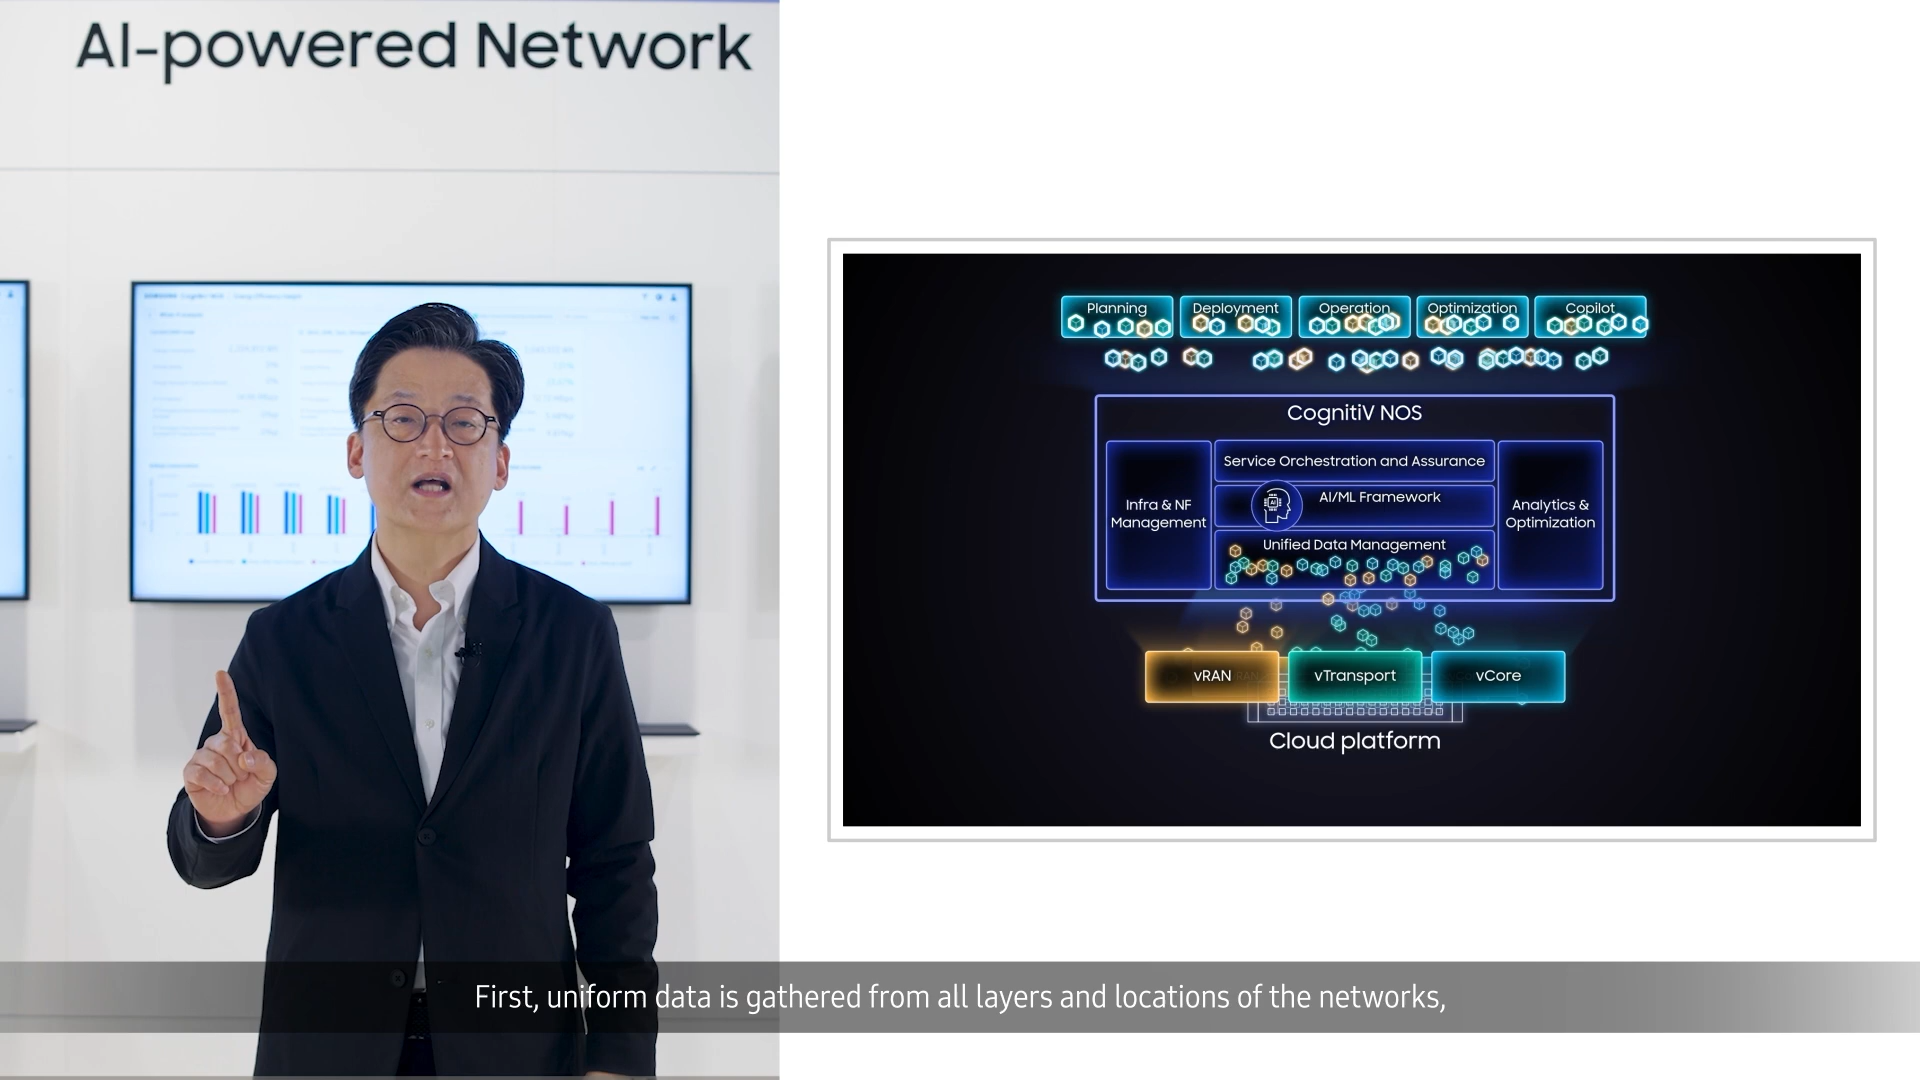 AI-powered Network
Planning
Deployment
Operation
Optimization
Copilot
CognitiV NOS
Service Orchestration and Assurance
Infra & NF
Management
AI/ML Framework
AI
Analytics &
Optimization
Unified Data Management
vRAN
vTransport
vCore
Cloud platform
First, uniform data is gathered from all layers and locations of the networks,